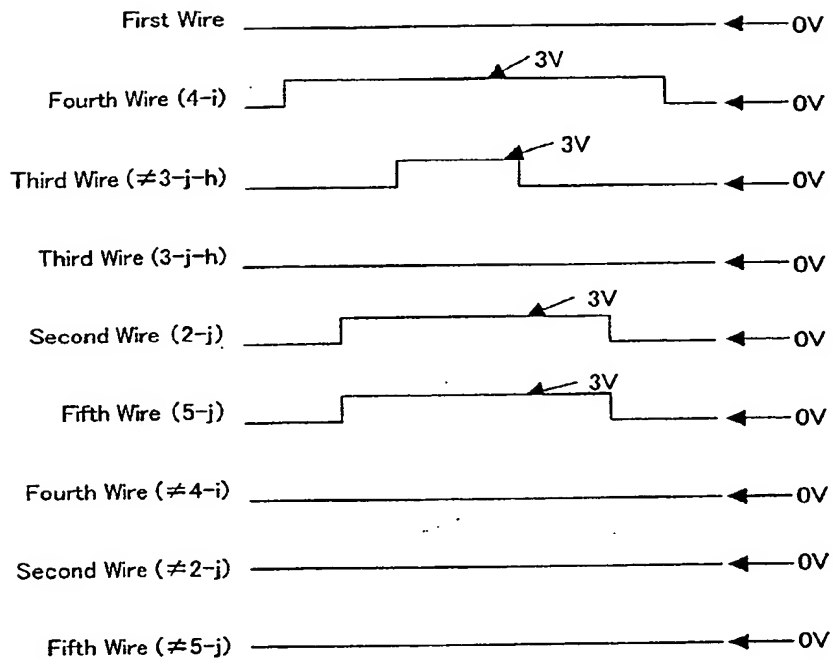 First Wire 0V
3V
Fourth Wire (4-i) 0V
3V
Third Wire (≠3-j-h) 0V
Third Wire (3-j-h) 0V
3V
Second Wire (2-j) 0V
3V
Fifth Wire (5-j) 0V
Fourth Wire (≠4-i) 0V
Second Wire (≠2-j) 0V
Fifth Wire (≠5-j) 0V